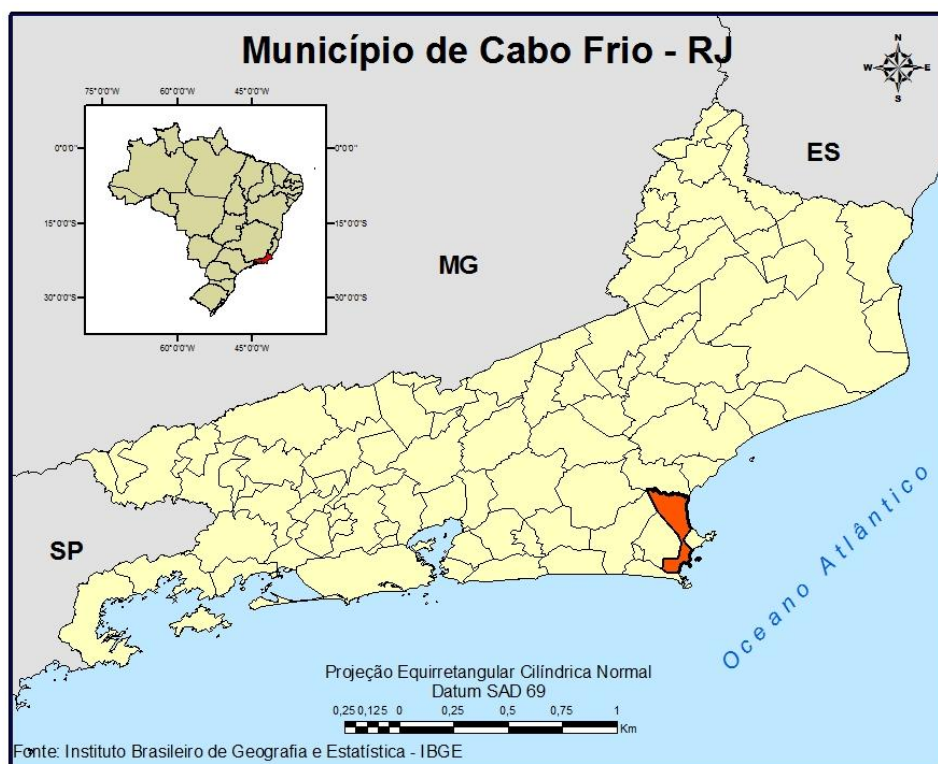 Município de Cabo Frio - RJ
N
W E
S
75°0'0"W 60°0'0"W 45°0'0"W
0°0'0" 0°0'0"
15°0'0"S 15°0'0"S
30°0'0"S 30°0'0"S
60°0'0"W 45°0'0"W
ES
MG
SP
Oceano Atlântico
Projeção Equirretangular Cilíndrica Normal
Datum SAD 69
0,25 0,125 0 0,25 0,5 0,75 1
Km
Fonte: Instituto Brasileiro de Geografia e Estatística - IBGE